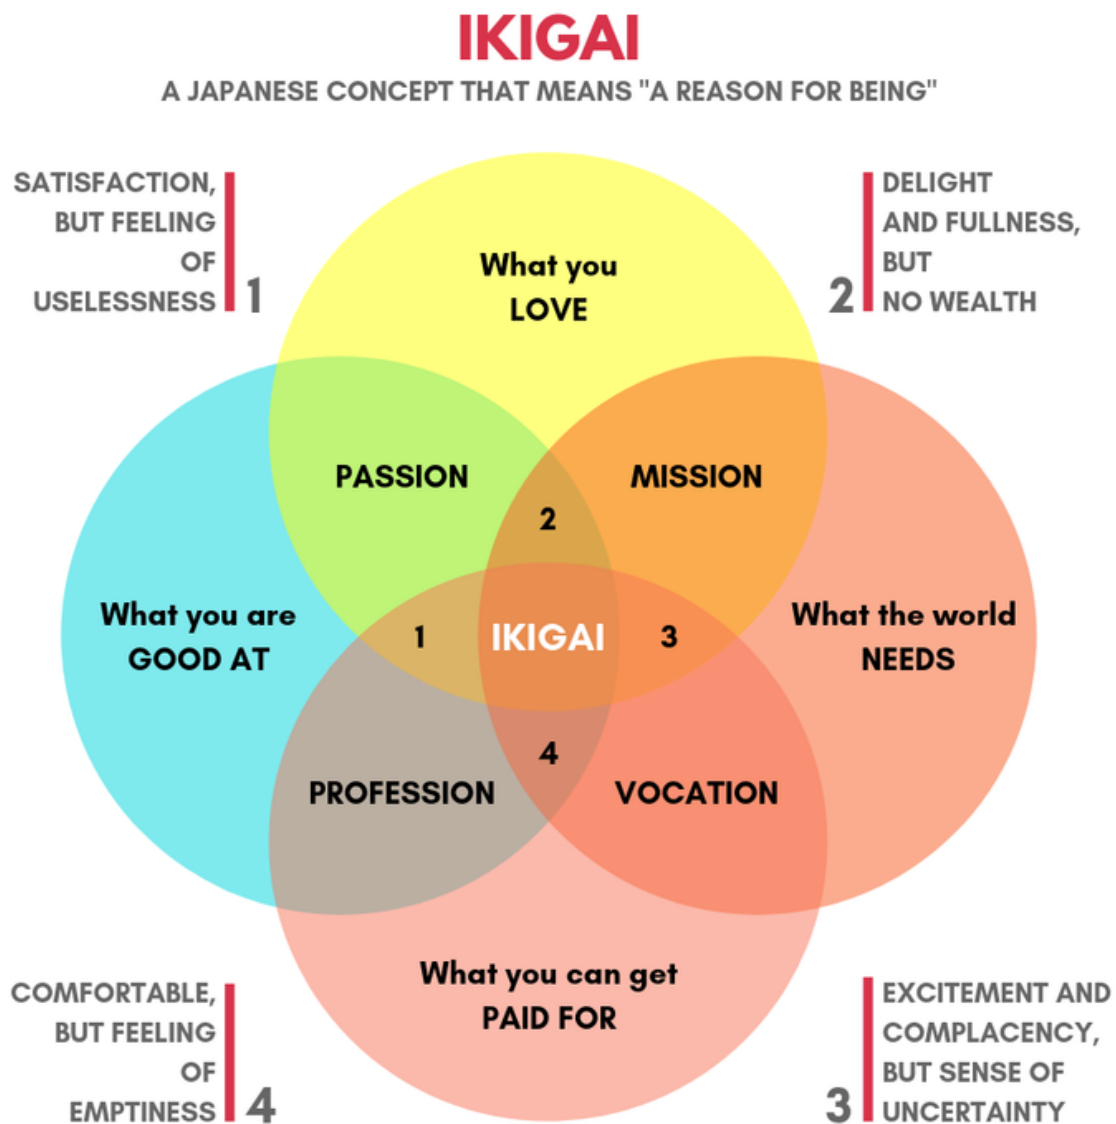 IKIGAI
A JAPANESE CONCEPT THAT MEANS "A REASON FOR BEING"
SATISFACTION,
BUT FEELING
OF
USELESSNESS
1
DELIGHT
AND FULLNESS,
BUT
NO WEALTH
2
What you
LOVE
PASSION
MISSION
2
What you are
GOOD AT
1
IKIGAI
3
What the world
NEEDS
4
PROFESSION
VOCATION
What you can get
PAID FOR
COMFORTABLE,
BUT FEELING
OF
EMPTINESS
4
EXCITEMENT AND
COMPLACENCY,
BUT SENSE OF
UNCERTAINTY
3